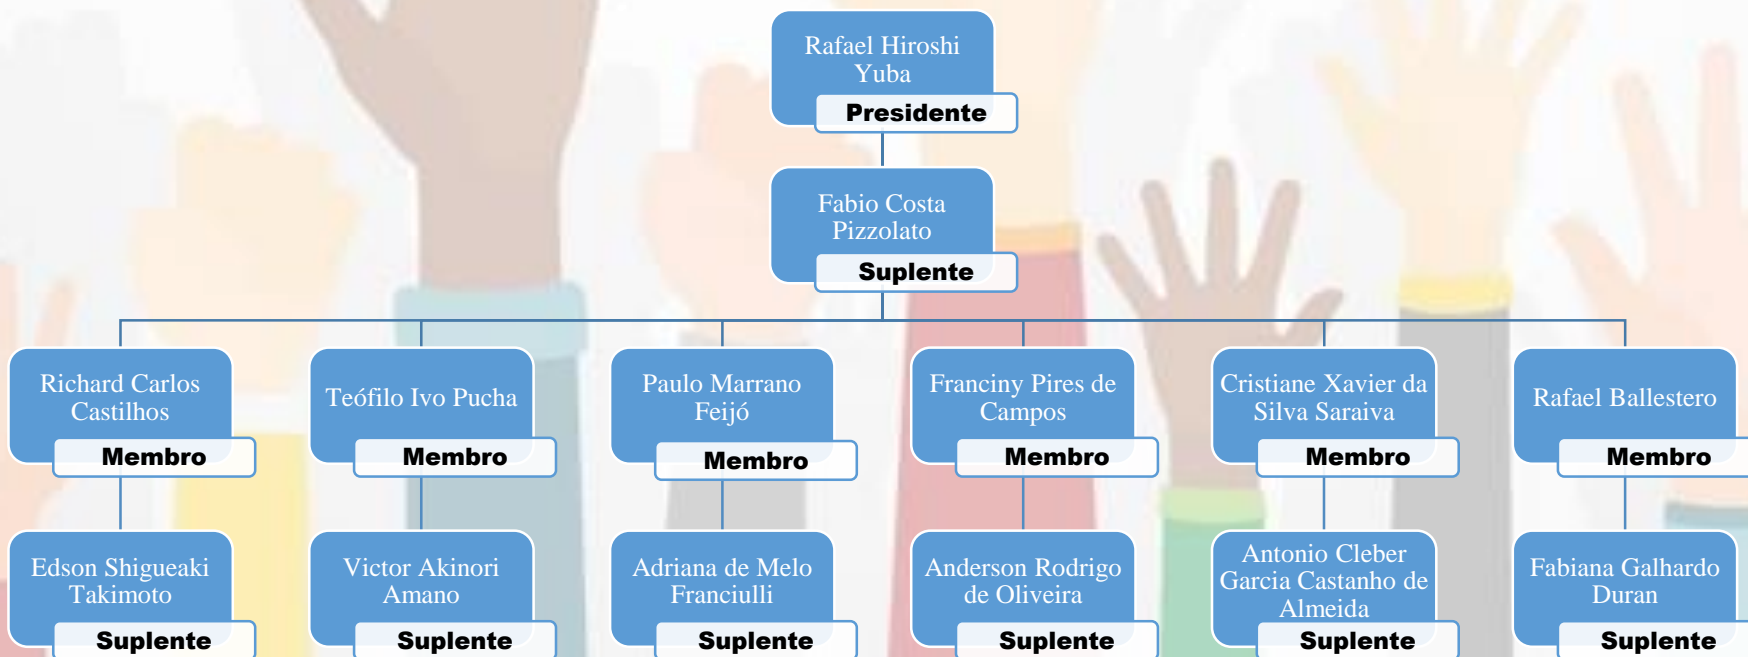 Rafael Hiroshi
Yuba
Presidente
Fabio Costa
Pizzolato
Suplente
Richard Carlos
Castilhos
Membro
Teófilo Ivo Pucha
Membro
Paulo Marrano
Feijó
Membro
Franciny Pires de
Campos
Membro
Cristiane Xavier da
Silva Saraiva
Membro
Rafael Ballestero
Membro
Edson Shigueaki
Takimoto
Suplente
Victor Akinori
Amano
Suplente
Adriana de Melo
Franciulli
Suplente
Anderson Rodrigo
de Oliveira
Suplente
Antonio Cleber
Garcia Castanho de
Almeida
Suplente
Fabiana Galhardo
Duran
Suplente